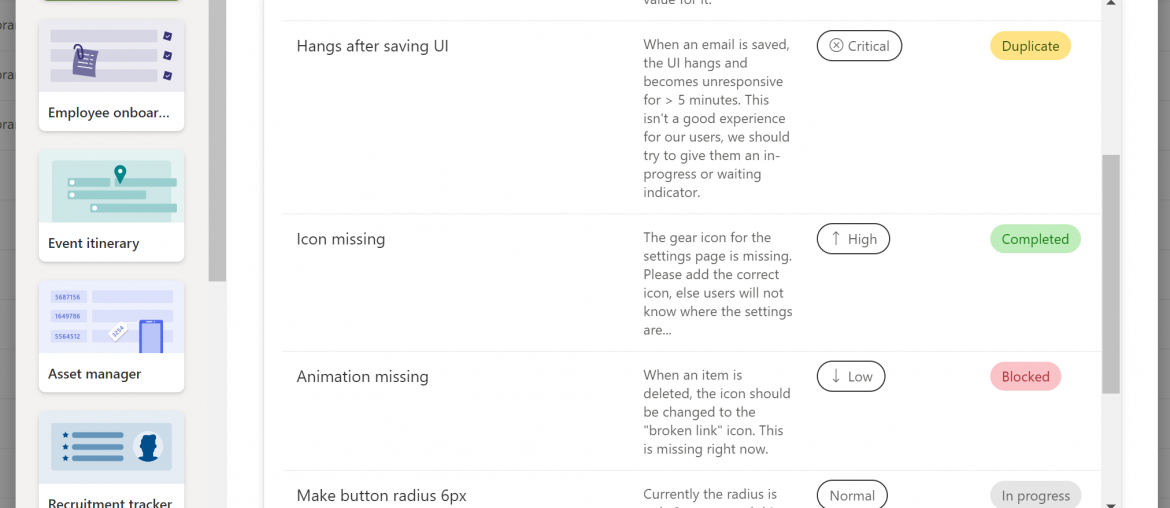 bran
bran
bran
Employee onboar...
Event itinerary
5687156
1649786
5564512
3254
Asset manager
Recruitment tracker
value for it.
Hangs after saving UI
When an email is saved,
the UI hangs and
becomes unresponsive
for > 5 minutes. This
isn't a good experience
for our users, we should
try to give them an in-
progress or waiting
indicator.
Critical
Duplicate
Icon missing
The gear icon for the
settings page is missing.
Please add the correct
icon, else users will not
know where the settings
are...
High
Completed
Animation missing
When an item is
deleted, the icon should
be changed to the
"broken link" icon. This
is missing right now.
Low
Blocked
Make button radius 6px
Currently the radius is
Normal
In progress